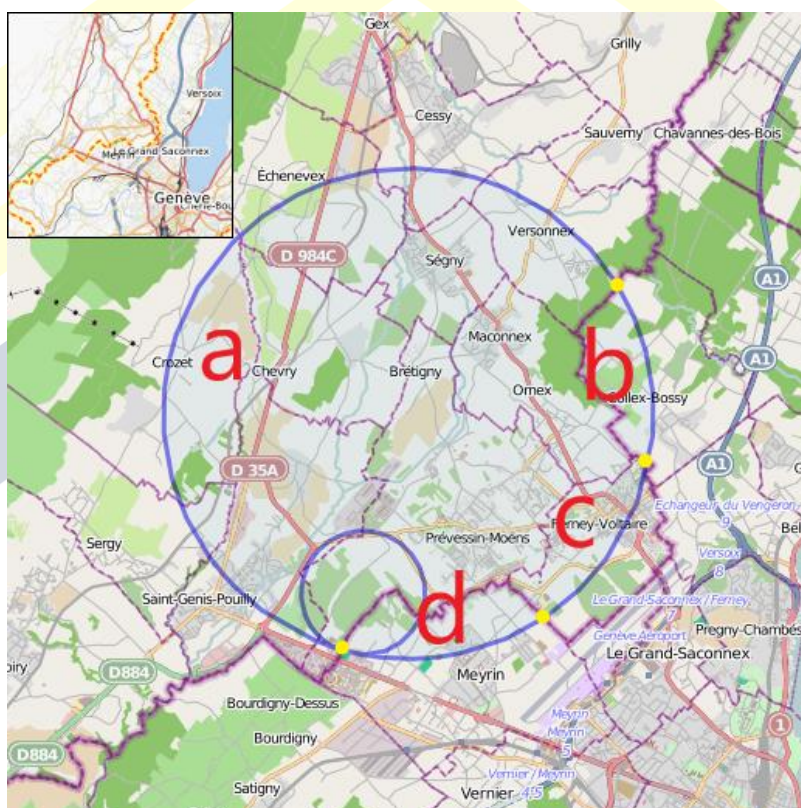 Gex
Grilly
Cessy
Versoix
Le Grand-Saconnex
Meyrin
Genève
Sauverny
Chavannes-des-Bois
Échenevex
Versonnex
D 984C
Ségny
A1
a
b
Maconnex
Crozet
Chevry
Brétigny
A1
Ornex
Collex-Bossy
D 35A
A1
c
Echangeur du Vengeron
9
Ferney-Voltaire
Prévessin-Moëns
Sergy
Versoix
8
d
Saint-Genis-Pouilly
Le Grand-Saconnex / Ferney
7
Pregny-Chambés
Genève Aéroport
Le Grand-Saconnex
D884
Meyrin
Bourdigny-Dessus
Meyrin
Meyrin
5
1
Bourdigny
D884
Satigny
Vernier / Meyrin
4,5
Vernier